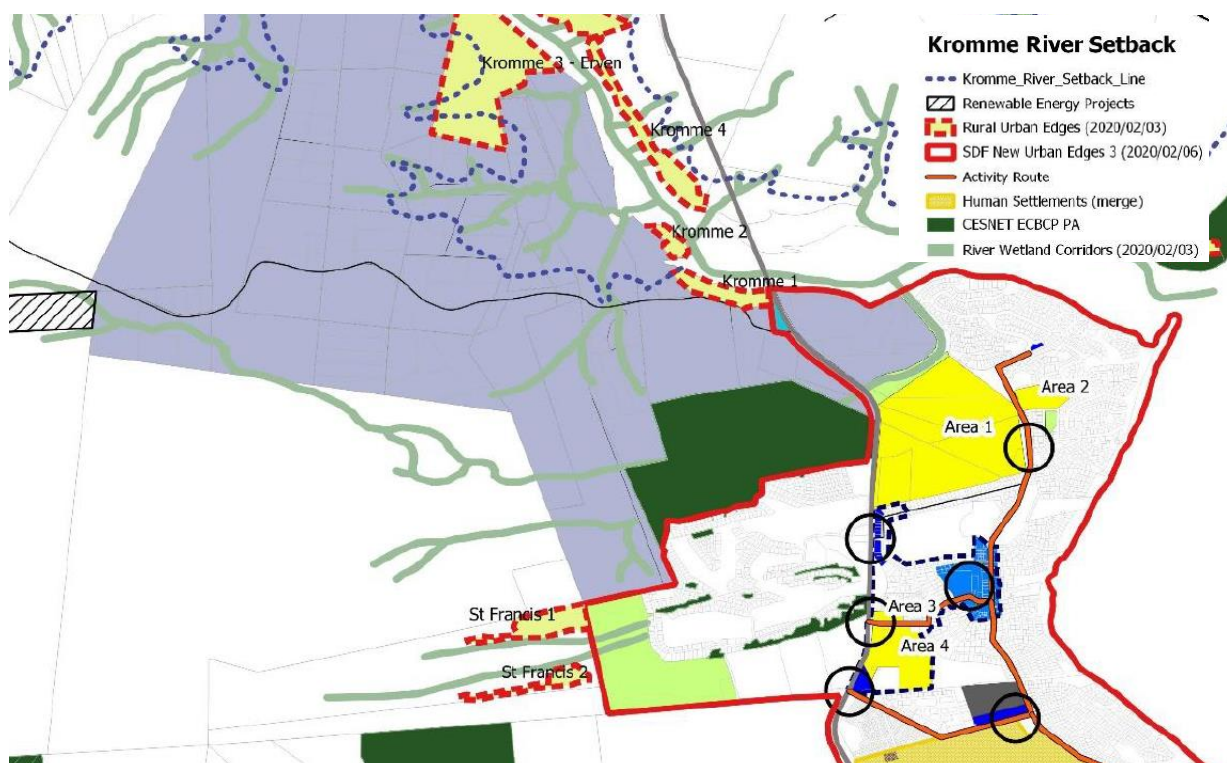 Kromme River Setback
Kromme_River_Setback_Line
Renewable Energy Projects
Rural Urban Edges (2020/02/03)
SDF New Urban Edges 3 (2020/02/06)
Activity Route
Human Settlements (merge)
CESNET ECBCP PA
River Wetland Corridors (2020/02/03)
Kromme 3 - Erven
Kromme 4
Kromme 2
Kromme 1
Area 2
Area 1
Area 3
St Francis 1
Area 4
St Francis 2